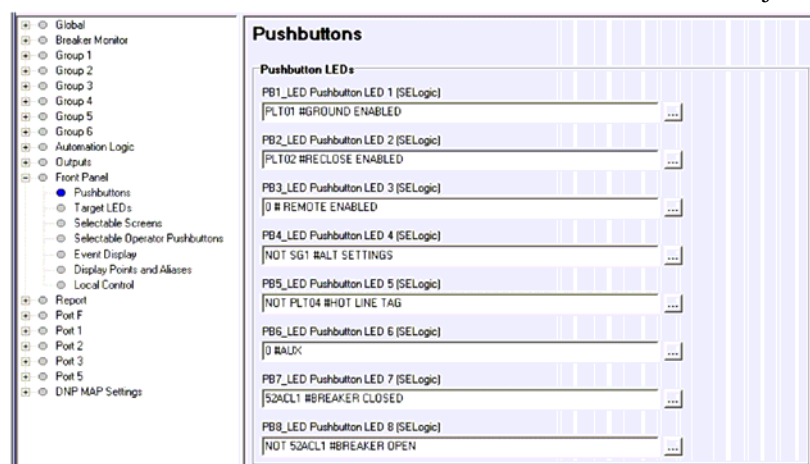 Global
Breaker Monitor
Group 1
Group 2
Group 3
Group 4
Group 5
Group 6
Automation Logic
Outputs
Front Panel
Pushbuttons
Target LEDs
Selectable Screens
Selectable Operator Pushbuttons
Event Display
Display Points and Aliases
Local Control
Report
Port F
Port 1
Port 2
Port 3
Port 5
DNP MAP Settings
Pushbuttons
Pushbutton LEDs
PB1_LED Pushbutton LED 1 (SELogic)
PLT01 #GROUND ENABLED
...
PB2_LED Pushbutton LED 2 (SELogic)
PLT02 #RECLOSE ENABLED
...
PB3_LED Pushbutton LED 3 (SELogic)
0 # REMOTE ENABLED
...
PB4_LED Pushbutton LED 4 (SELogic)
NOT SG1 #ALT SETTINGS
...
PB5_LED Pushbutton LED 5 (SELogic)
NOT PLT04 #HOT LINE TAG
...
PB6_LED Pushbutton LED 6 (SELogic)
0 #AUX
...
PB7_LED Pushbutton LED 7 (SELogic)
52ACL1 #BREAKER CLOSED
...
PB8_LED Pushbutton LED 8 (SELogic)
NOT 52ACL1 #BREAKER OPEN
...